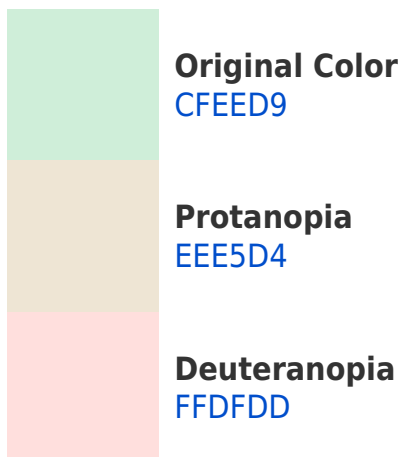 Original Color
CFEED9
Protanopia
EEE5D4
Deuteranopia
FFDFDD